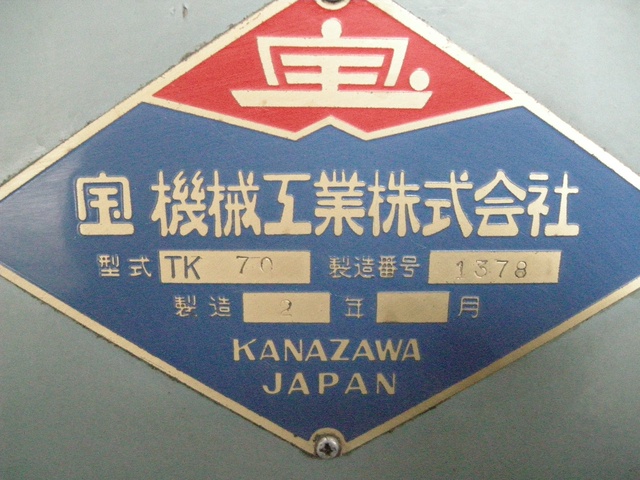 宝
宝機械工業株式会社
型式 TK 70 製造番号 1378
製造 2 年 月
KANAZAWA
JAPAN